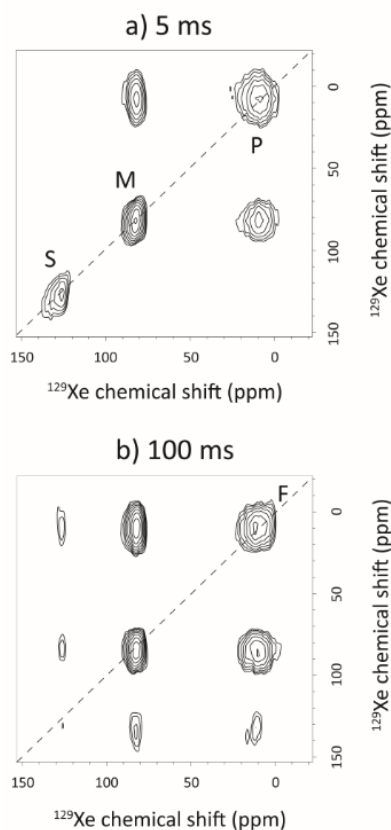 a) 5 ms
P
M
S
0
50
100
150
150 100 50 0
¹²⁹Xe chemical shift (ppm)
¹²⁹Xe chemical shift (ppm)
b) 100 ms
F
0
50
100
150
150 100 50 0
¹²⁹Xe chemical shift (ppm)
¹²⁹Xe chemical shift (ppm)